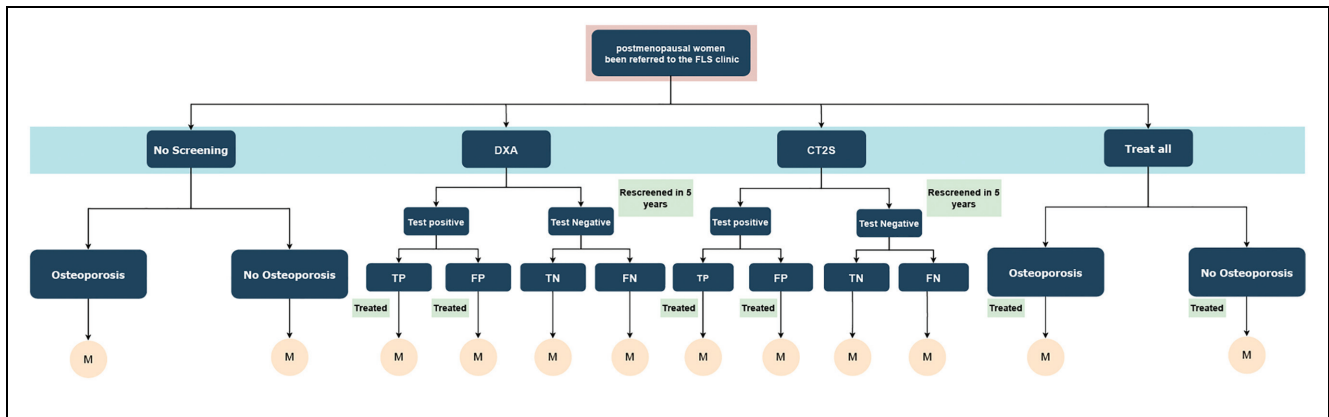 postmenopausal women
been referred to the FLS clinic
No Screening
DXA
CT2S
Treat all
Rescreened in 5
years
Rescreened in 5
years
Test positive
Test Negative
Test positive
Test Negative
Osteoporosis
No Osteoporosis
TP
FP
TN
FN
TP
FP
TN
FN
Osteoporosis
No Osteoporosis
Treated
Treated
Treated
Treated
Treated
Treated
M
M
M
M
M
M
M
M
M
M
M
M